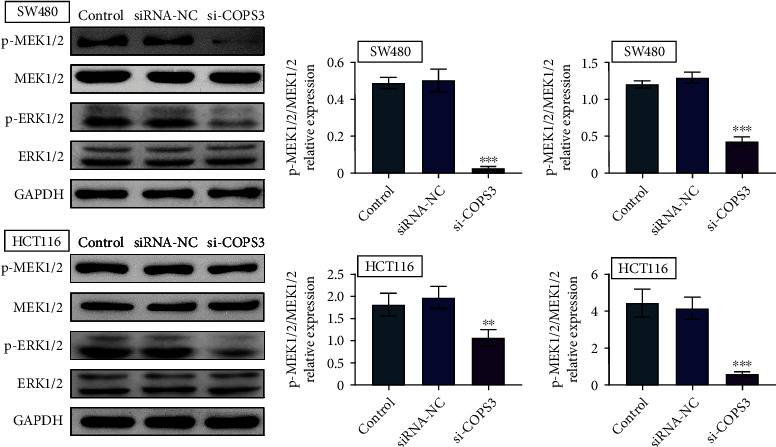 SW480
Control siRNA-NC si-COPS3
p-MEK1/2
MEK1/2
p-ERK1/2
ERK1/2
GAPDH
SW480
p-MEK1/2/MEK1/2
relative expression
0.6
0.4
0.2
0
***
Control
siRNA-NC
si-COPS3
SW480
p-MEK1/2/MEK1/2
relative expression
1.5
1.0
0.5
0
***
Control
siRNA-NC
si-COPS3
HCT116
Control siRNA-NC si-COPS3
p-MEK1/2
MEK1/2
p-ERK1/2
ERK1/2
GAPDH
HCT116
p-MEK1/2/MEK1/2
relative expression
2.5
2.0
1.5
1.0
0.5
0
**
Control
siRNA-NC
si-COPS3
HCT116
p-MEK1/2/MEK1/2
relative expression
6
4
2
0
***
Control
siRNA-NC
si-COPS3